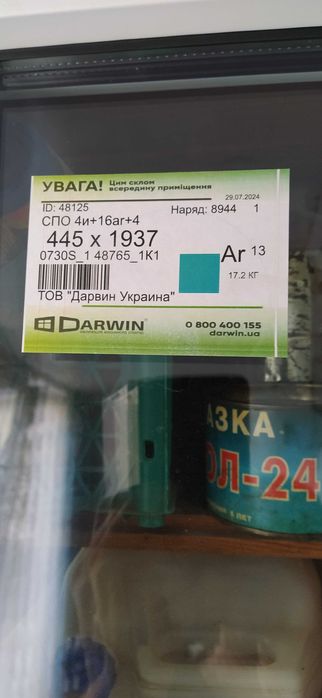 УВАГА! Цим склом
всередину приміщення
29.07.2024
ID: 48125 Наряд: 8944 1
СПО 4и+16аг+4
445 x 1937
0730S_1 48765_1К1
Ar 13
17.2 КГ
ТОВ "Дарвин Украина"
DARWIN
0 800 400 155
darwin.ua
АЗКА
ОЛ-24